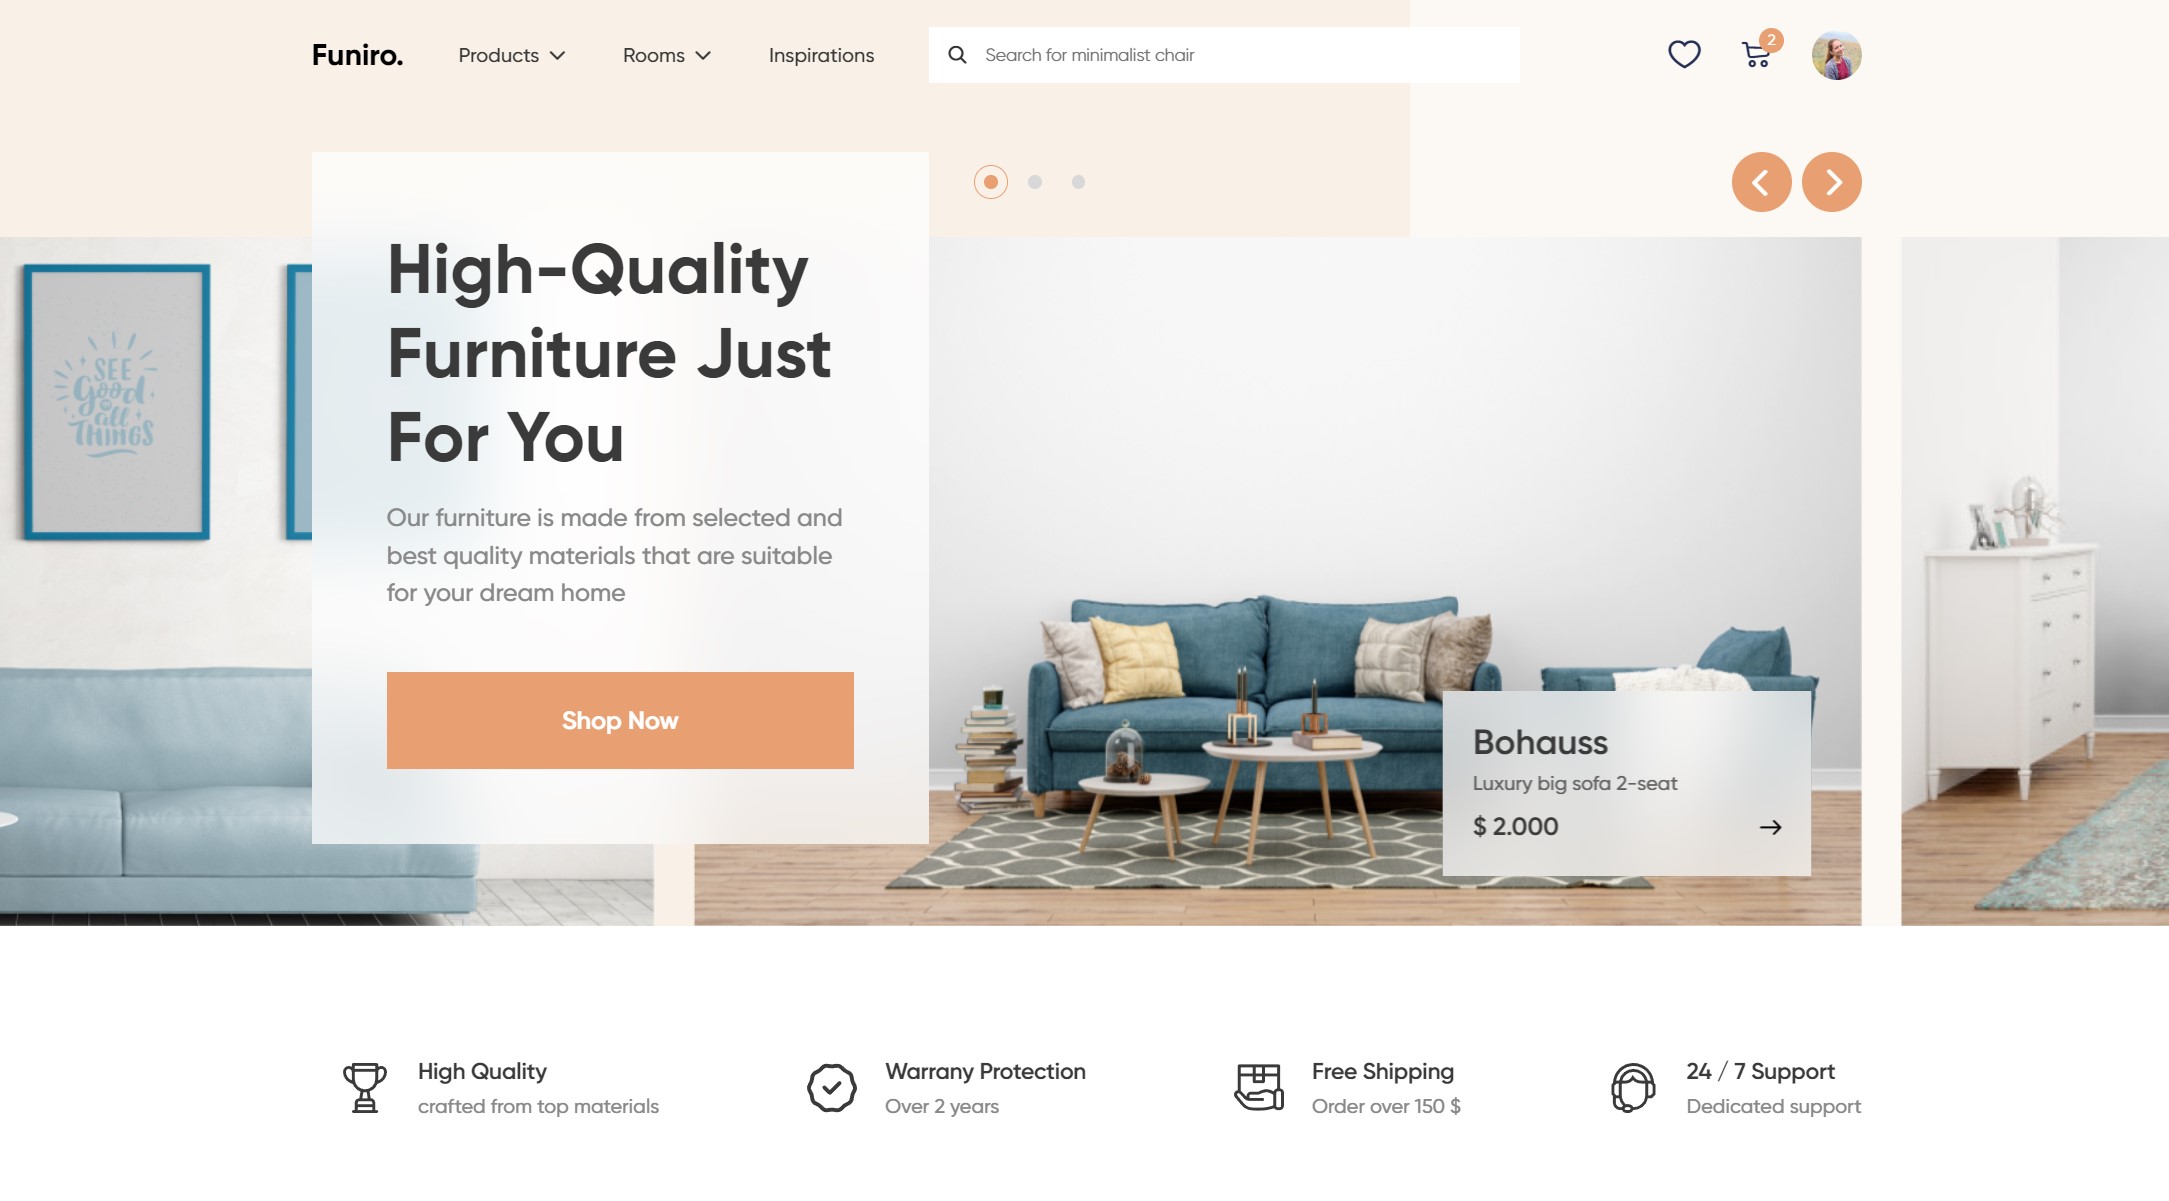 Funiro.
Products
Rooms
Inspirations
Search for minimalist chair
2
High-Quality
Furniture Just
For You
Our furniture is made from selected and
best quality materials that are suitable
for your dream home
Shop Now
SEE
Good
in
all
THINGS
Bohauss
Luxury big sofa 2-seat
$ 2.000
High Quality
crafted from top materials
Warrany Protection
Over 2 years
Free Shipping
Order over 150 $
24 / 7 Support
Dedicated support